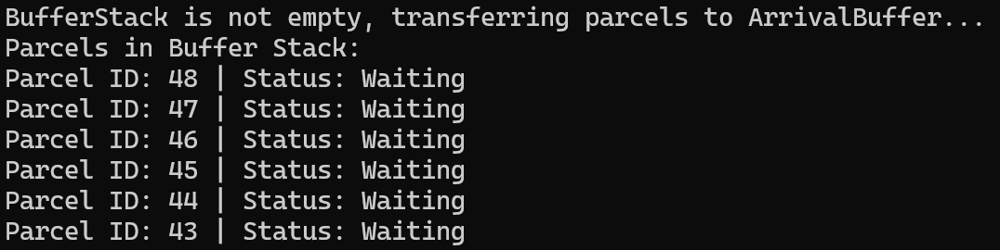 BufferStack is not empty, transferring parcels to ArrivalBuffer...
Parcels in Buffer Stack:
Parcel ID: 48 | Status: Waiting
Parcel ID: 47 | Status: Waiting
Parcel ID: 46 | Status: Waiting
Parcel ID: 45 | Status: Waiting
Parcel ID: 44 | Status: Waiting
Parcel ID: 43 | Status: Waiting